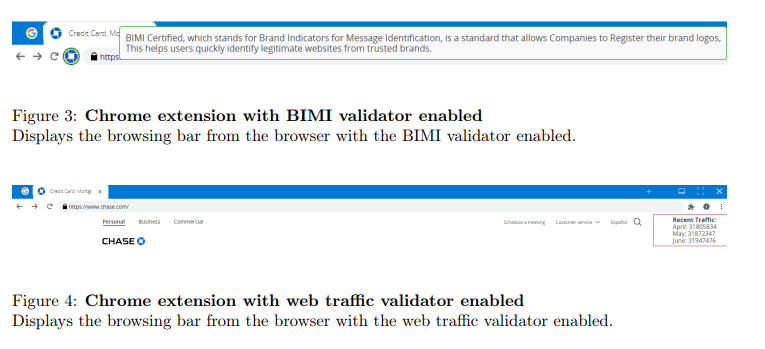 Credit Card, Mo
BIMI Certified, which stands for Brand Indicators for Message Identification, is a standard that allows Companies to Register their brand logos,
This helps users quickly identify legitimate websites from trusted brands.
https
Figure 3: Chrome extension with BIMI validator enabled
Displays the browsing bar from the browser with the BIMI validator enabled.
Credit Card, Mortg x
https://www.chase.com/
Personal Business Commercial
Schedule a meeting Customer service Español
Recent Traffic:
April: 31805834
May: 31872347
June: 31947476
CHASE
Figure 4: Chrome extension with web traffic validator enabled
Displays the browsing bar from the browser with the web traffic validator enabled.